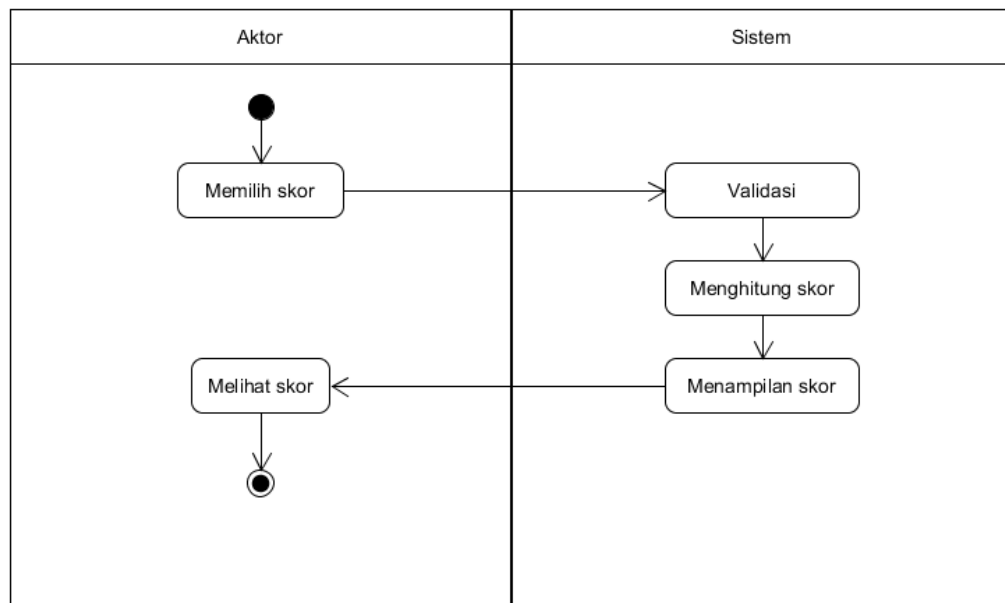 Aktor
Sistem
Memilih skor
Validasi
Menghitung skor
Menampilan skor
Melihat skor